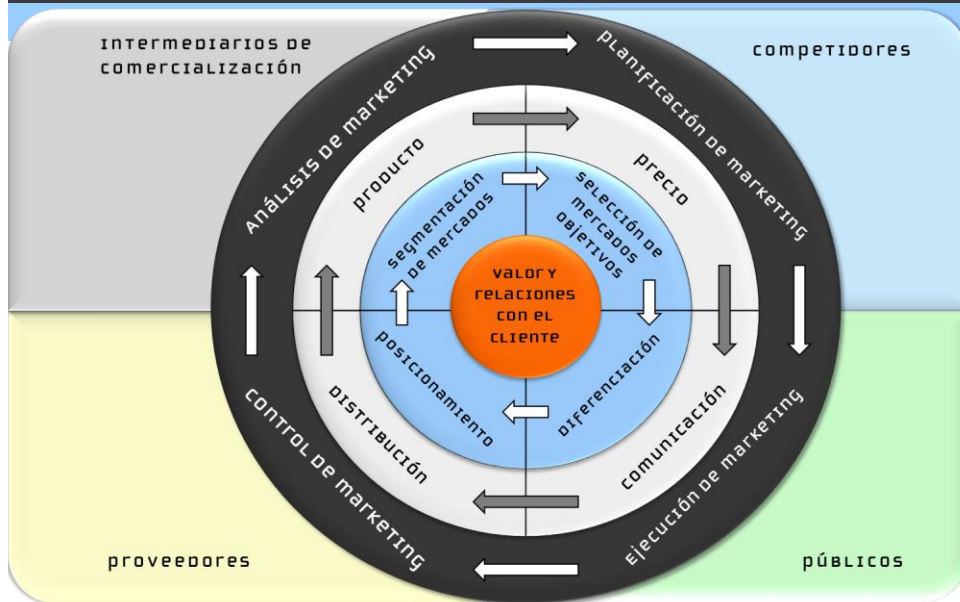 Intermediarios de
comercialización
competidores
Análisis de marketing
Planificación de marketing
Producto
Precio
segmentación
de mercados
selección de
mercados
objetivos
valor y
relaciones
con el
cliente
posicionamiento
Diferenciación
Distribución
comunicación
control de marketing
Ejecución de marketing
proveedores
públicos